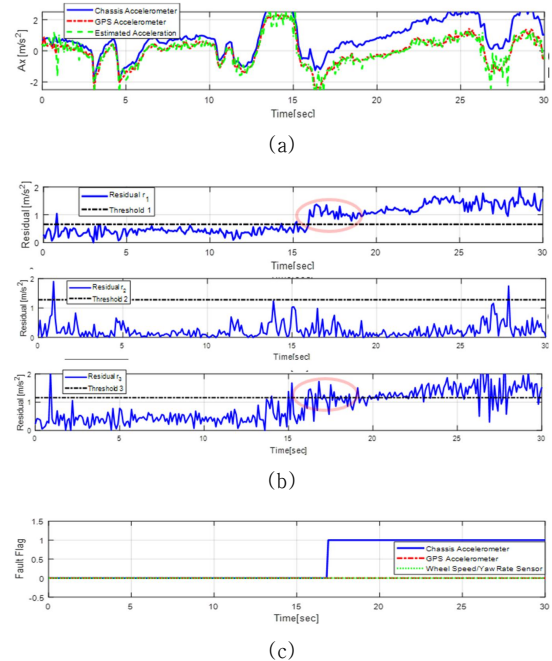 Chassis Accelerometer
GPS Accelerometer
Estimated Acceleration
Ax [m/s²]
2
0
-2
0 5 10 15 20 25 30
Time[sec]
(a)
Residual [m/s²]
2
1
0
Residual r1
Threshold 1
0 5 10 15 20 25 30
Time[sec]
Residual [m/s²]
2
1
0
Residual r2
Threshold 2
0 5 10 15 20 25 30
Time[sec]
Residual [m/s²]
2
1
0
Residual r3
Threshold 3
0 5 10 15 20 25 30
Time[sec]
(b)
Fault Flag
1.5
1
0.5
0
-0.5
Chassis Accelerometer
GPS Accelerometer
Wheel Speed/Yaw Rate Sensor
0 5 10 15 20 25 30
Time[sec]
(c)